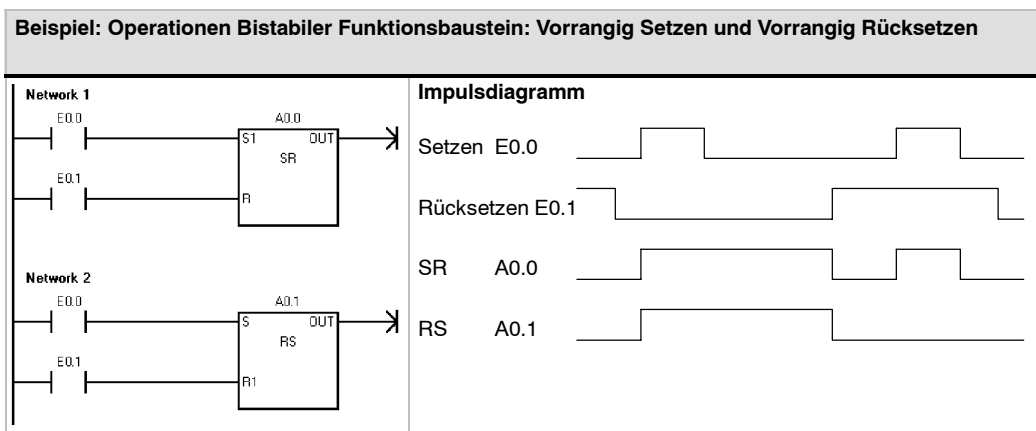 Beispiel: Operationen Bistabiler Funktionsbaustein: Vorrangig Setzen und Vorrangig Rücksetzen
Network 1
E0.0
A0.0
S1
OUT
SR
E0.1
R
Network 2
E0.0
A0.1
S
OUT
RS
E0.1
R1
Impulsdiagramm
Setzen E0.0
Rücksetzen E0.1
SR A0.0
RS A0.1